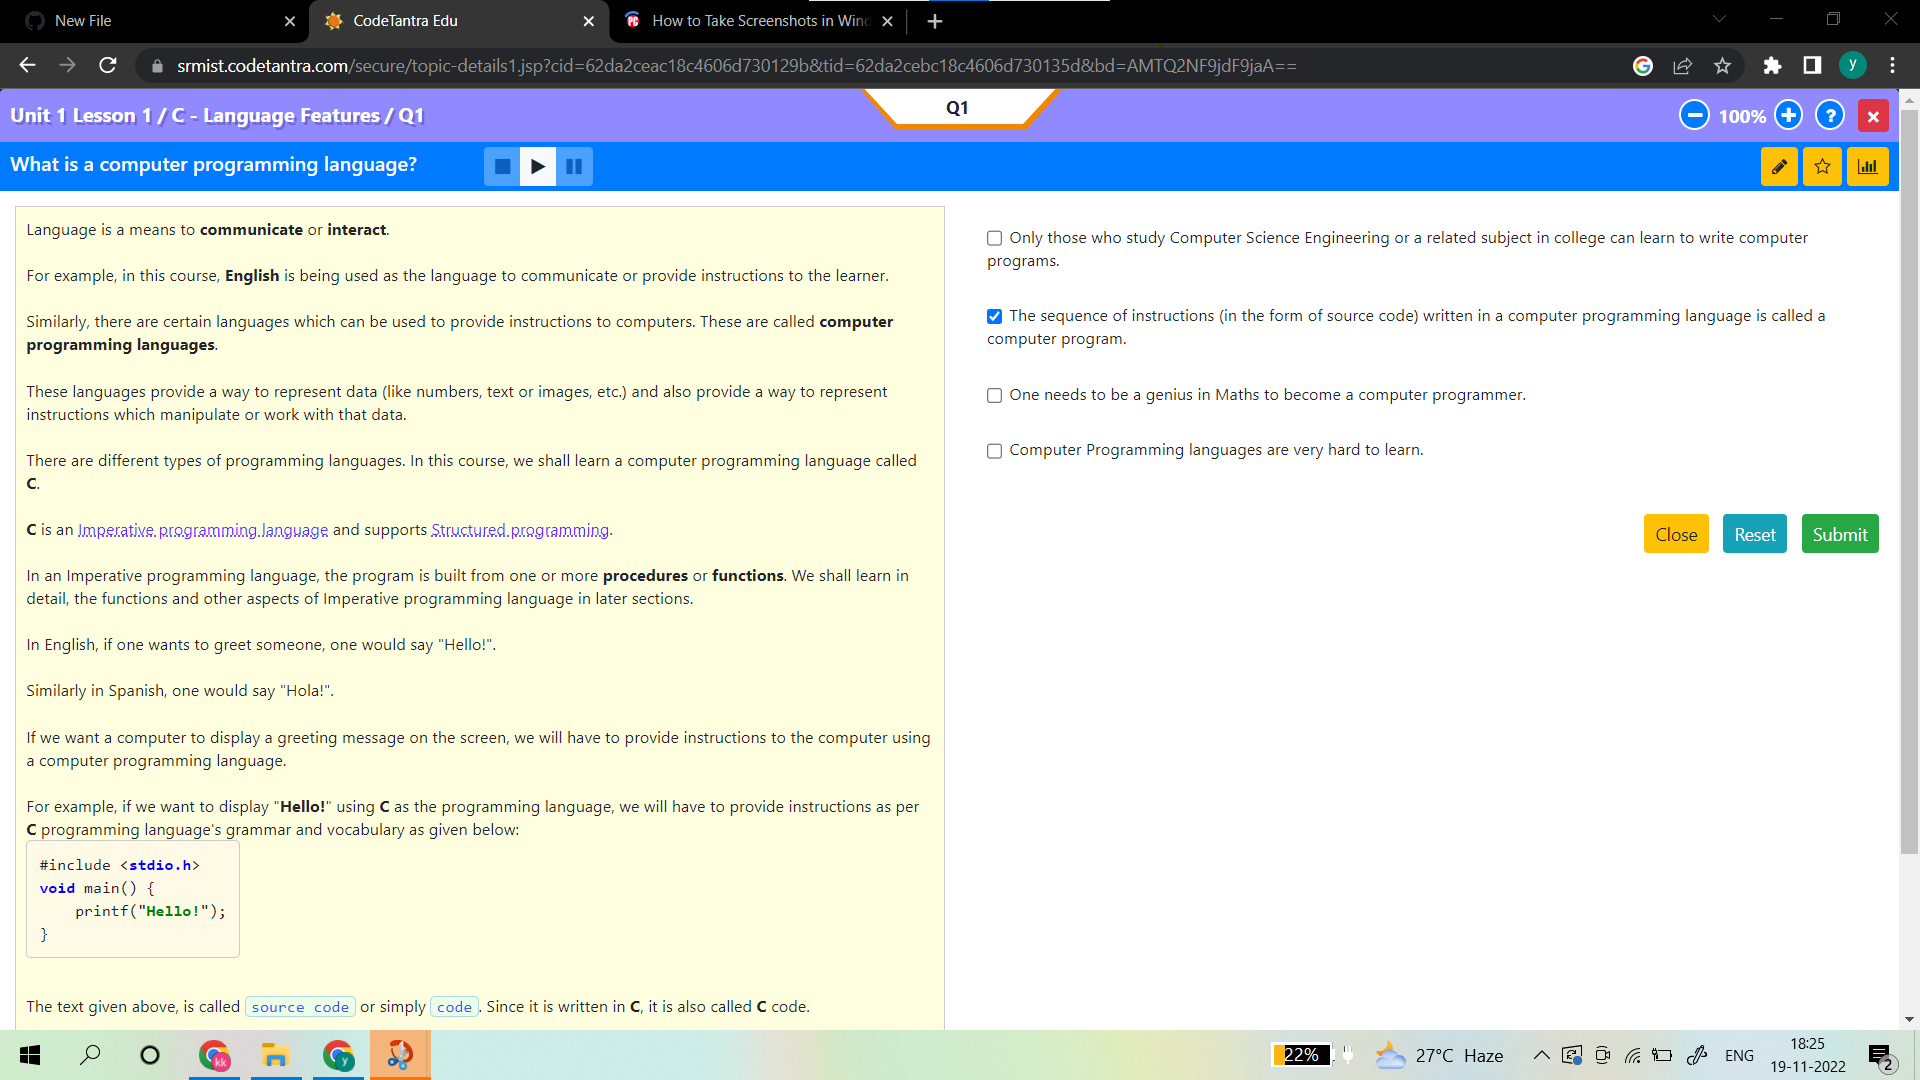 New File
CodeTantra Edu
How to Take Screenshots in Wind
srmist.codetantra.com/secure/topic-details1.jsp?cid=62da2ceac18c4606d730129b&tid=62da2cebc18c4606d730135d&bd=AMTQ2NF9jdF9jaA==
y
Unit 1 Lesson 1 / C - Language Features / Q1
Q1
100%
What is a computer programming language?
Language is a means to communicate or interact.
For example, in this course, English is being used as the language to communicate or provide instructions to the learner.
Similarly, there are certain languages which can be used to provide instructions to computers. These are called computer
programming languages.
These languages provide a way to represent data (like numbers, text or images, etc.) and also provide a way to represent
instructions which manipulate or work with that data.
There are different types of programming languages. In this course, we shall learn a computer programming language called
C.
C is an Imperative programming language and supports Structured programming.
In an Imperative programming language, the program is built from one or more procedures or functions. We shall learn in
detail, the functions and other aspects of Imperative programming language in later sections.
In English, if one wants to greet someone, one would say "Hello!".
Similarly in Spanish, one would say "Hola!".
If we want a computer to display a greeting message on the screen, we will have to provide instructions to the computer using
a computer programming language.
For example, if we want to display "Hello!" using C as the programming language, we will have to provide instructions as per
C programming language's grammar and vocabulary as given below:
#include <stdio.h>
void main() {
    printf("Hello!");
}
The text given above, is called source code or simply code. Since it is written in C, it is also called C code.
Only those who study Computer Science Engineering or a related subject in college can learn to write computer
programs.
The sequence of instructions (in the form of source code) written in a computer programming language is called a
computer program.
One needs to be a genius in Maths to become a computer programmer.
Computer Programming languages are very hard to learn.
Close
Reset
Submit
kk
y
22%
27°C Haze
ENG
18:25
19-11-2022
2